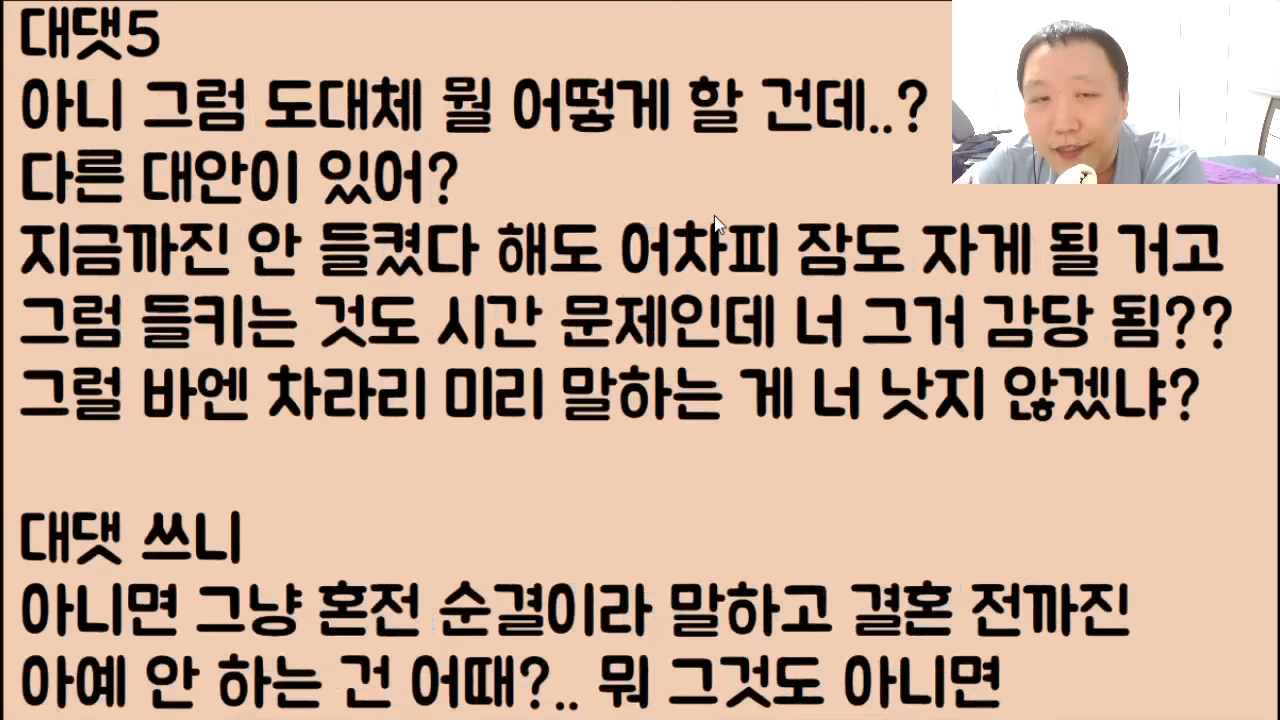 대댓5
아니 그럼 도대체 뭘 어떻게 할 건데..?
다른 대안이 있어?
지금까진 안 들켰다 해도 어차피 잠도 자게 될 거고
그럼 들키는 것도 시간 문제인데 너 그거 감당 됨??
그럴 바엔 차라리 미리 말하는 게 너 낫지 않겠냐?
대댓 쓰니
아니면 그냥 혼전 순결이라 말하고 결혼 전까진
아예 안 하는 건 어때?.. 뭐 그것도 아니면